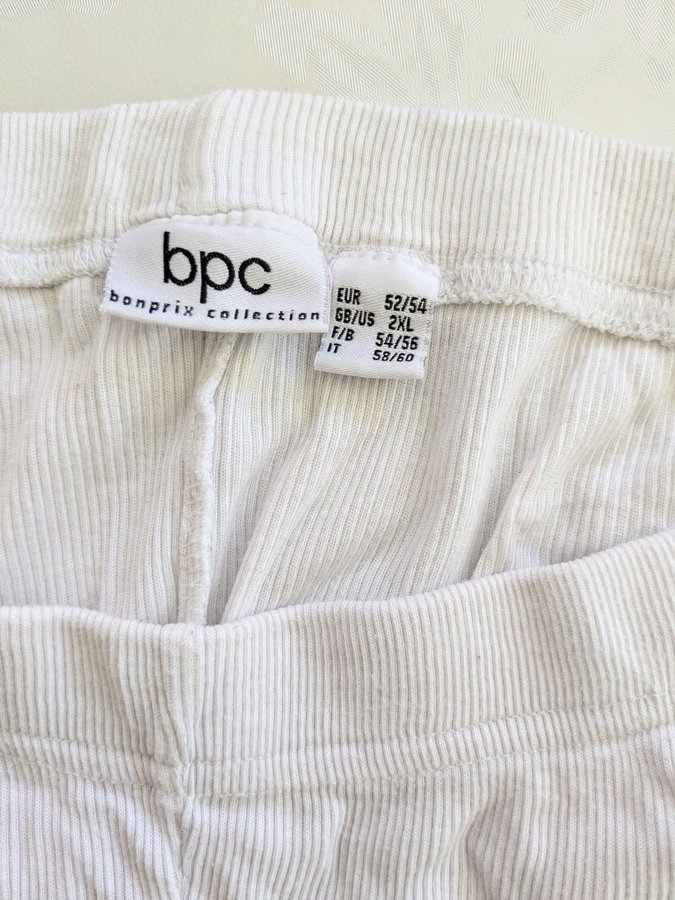 bpc
bonprix collection
EUR 52/54
GB/US 2XL
F/B 54/56
IT 58/60